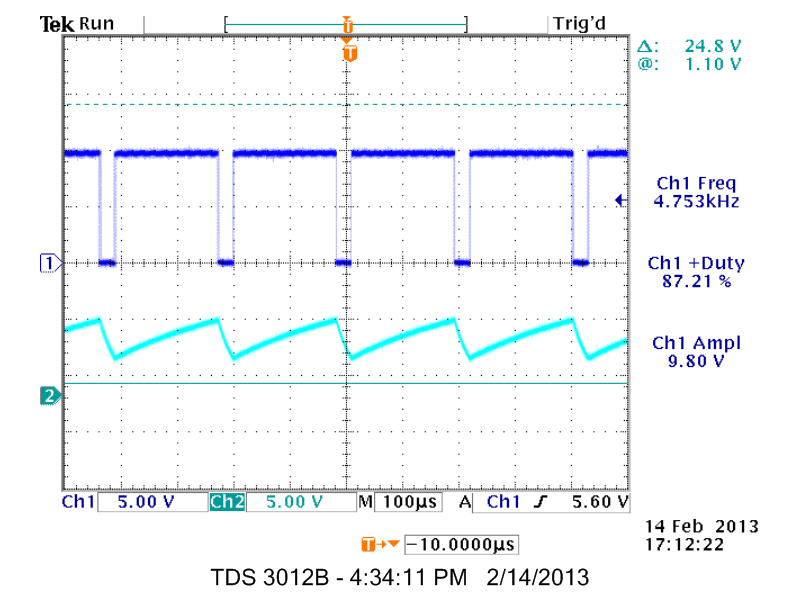 Tek Run Trig'd
T
T
Δ: 24.8 V
@: 1.10 V
Ch1 Freq
4.753kHz
1
Ch1 +Duty
87.21 %
Ch1 Ampl
9.80 V
2
Ch1 5.00 V Ch2 5.00 V M 100µs A Ch1 5.60 V
T -10.0000µs
14 Feb 2013
17:12:22
TDS 3012B - 4:34:11 PM 2/14/2013